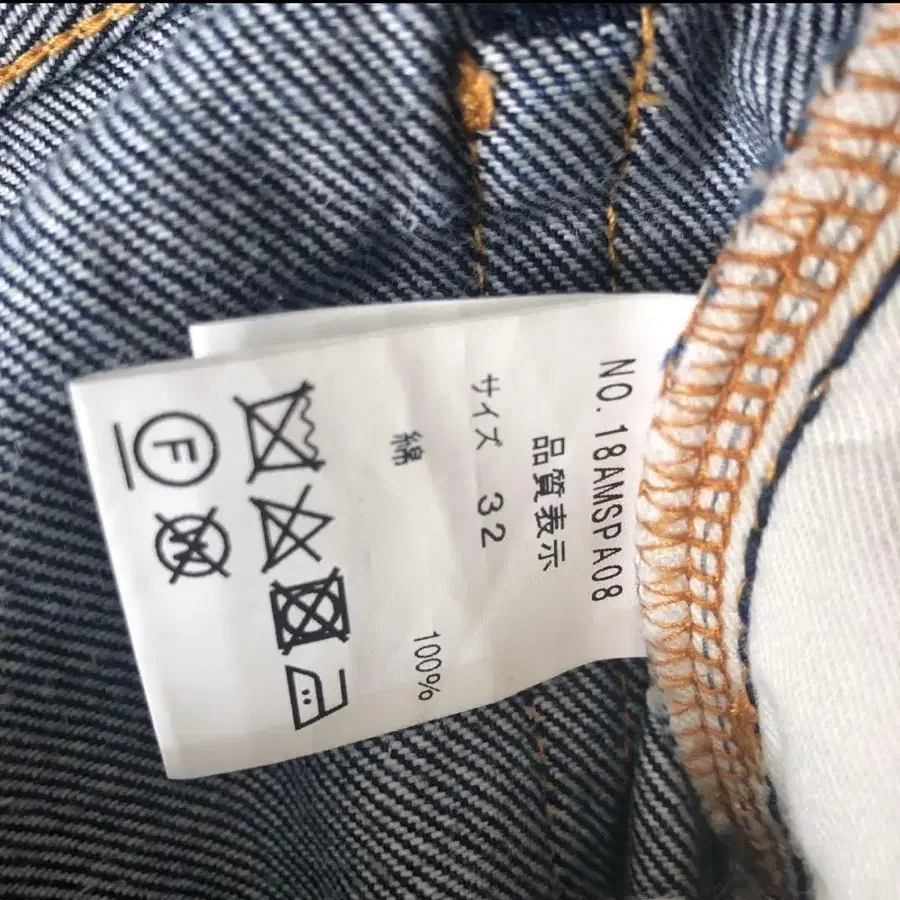 NO. 18AMSPA08
品質表示
サイズ 32
綿 100%
F
W